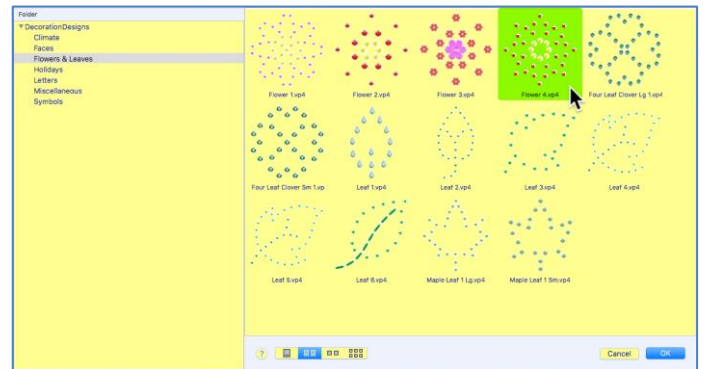 Folder
DecorationDesigns
Climate
Faces
Flowers & Leaves
Holidays
Letters
Miscellaneous
Symbols
Flower 1.vp4
Flower 2.vp4
Flower 3.vp4
Flower 4.vp4
Four Leaf Clover Lg 1.vp4
Four Leaf Clover Sm 1.vp
Leaf 1.vp4
Leaf 2.vp4
Leaf 3.vp4
Leaf 4.vp4
Leaf 5.vp4
Leaf 6.vp4
Maple Leaf 1 Lg.vp4
Maple Leaf 1 Sm.vp4
?
Cancel
OK